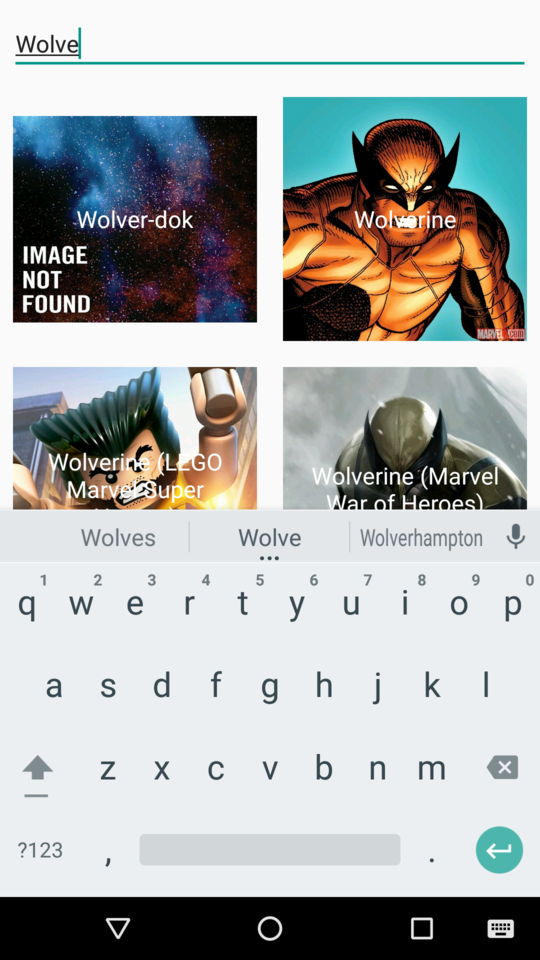 Wolve
Wolver-dok
IMAGE
NOT
FOUND
Wolverine
MARVEL.COM
Wolverine (LEGO
Marvel Super
Wolverine (Marvel
War of Heroes)
Wolves Wolve Wolverhampton
1 2 3 4 5 6 7 8 9 0
q w e r t y u i o p
a s d f g h j k l
z x c v b n m
?123 , .